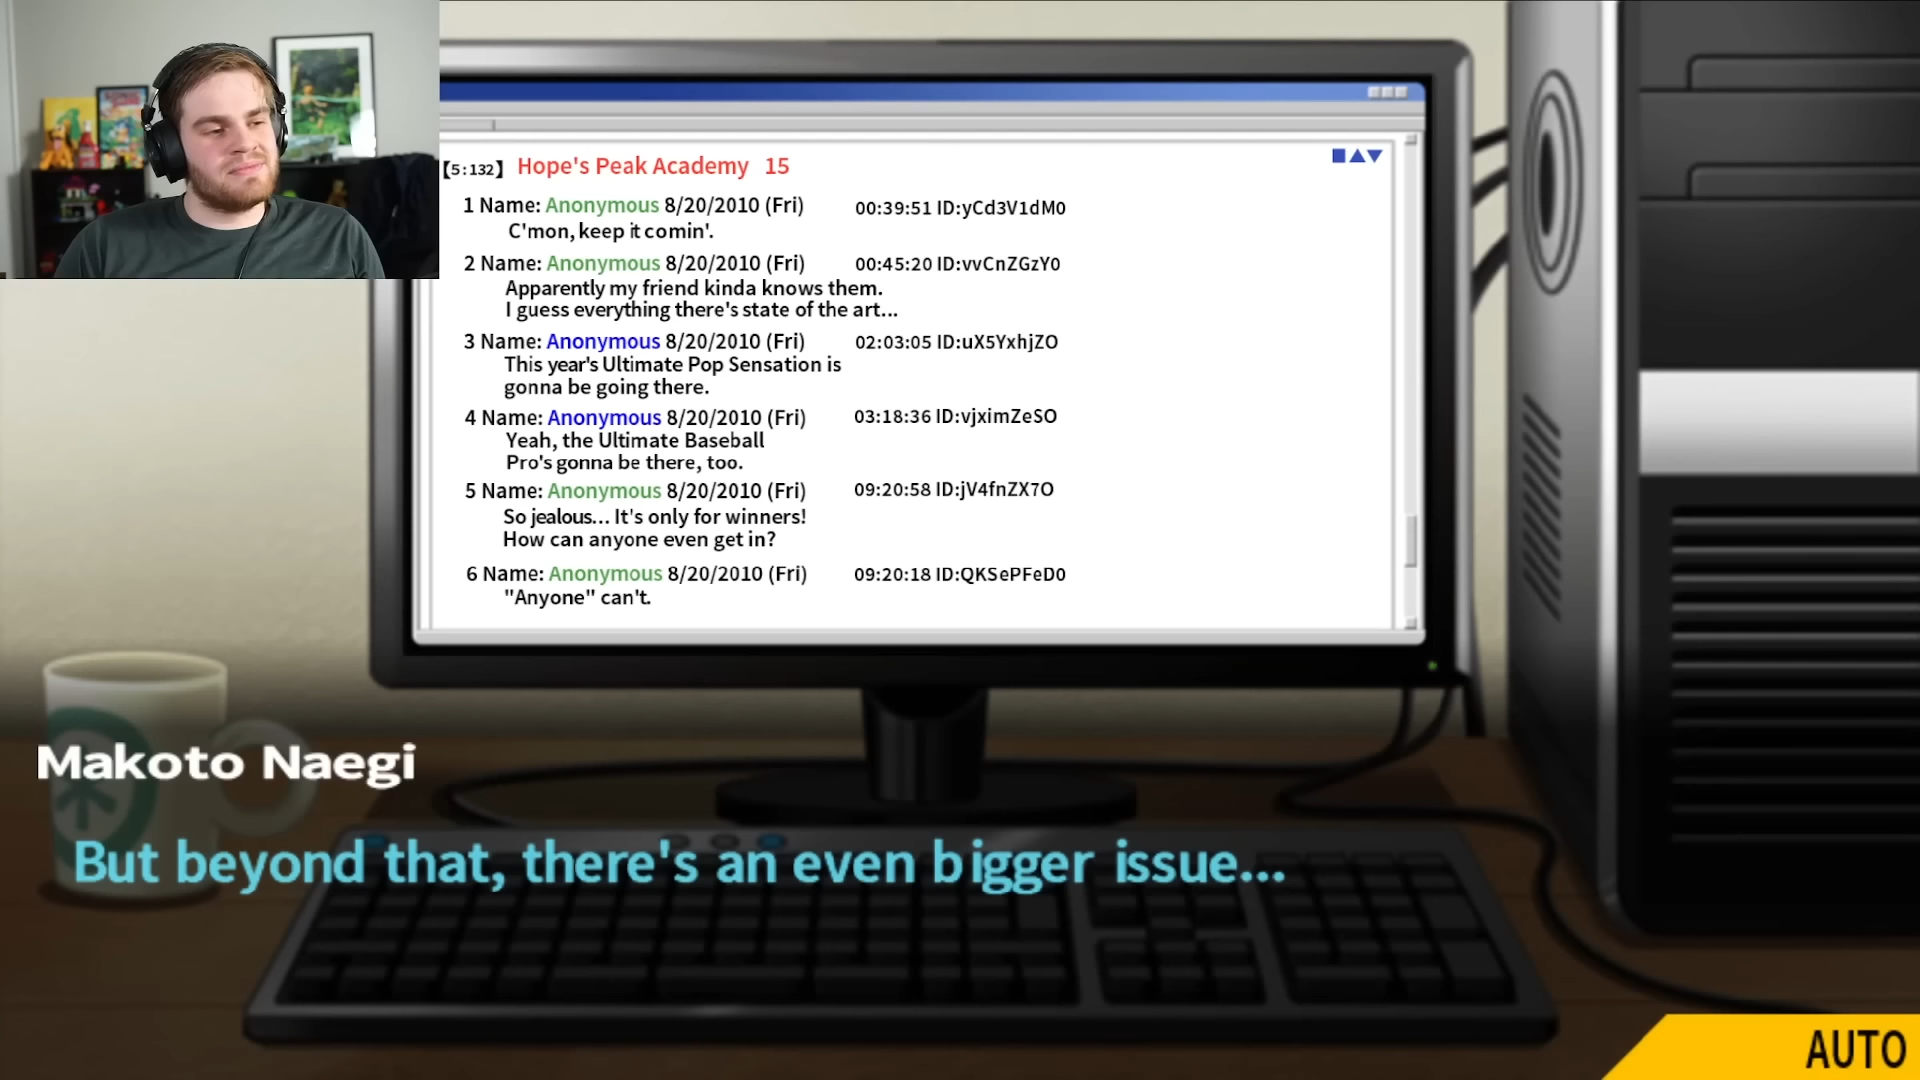 【5:132】 Hope's Peak Academy 15
1 Name: Anonymous 8/20/2010 (Fri) 00:39:51 ID:yCd3V1dM0
C'mon, keep it comin'.
2 Name: Anonymous 8/20/2010 (Fri) 00:45:20 ID:vvCnZGzY0
Apparently my friend kinda knows them.
I guess everything there's state of the art...
3 Name: Anonymous 8/20/2010 (Fri) 02:03:05 ID:uX5YxhjZO
This year's Ultimate Pop Sensation is
gonna be going there.
4 Name: Anonymous 8/20/2010 (Fri) 03:18:36 ID:vjximZeSO
Yeah, the Ultimate Baseball
Pro's gonna be there, too.
5 Name: Anonymous 8/20/2010 (Fri) 09:20:58 ID:jV4fnZX7O
So jealous... It's only for winners!
How can anyone even get in?
6 Name: Anonymous 8/20/2010 (Fri) 09:20:18 ID:QKSePFeD0
"Anyone" can't.
Makoto Naegi
But beyond that, there's an even bigger issue...
AUTO